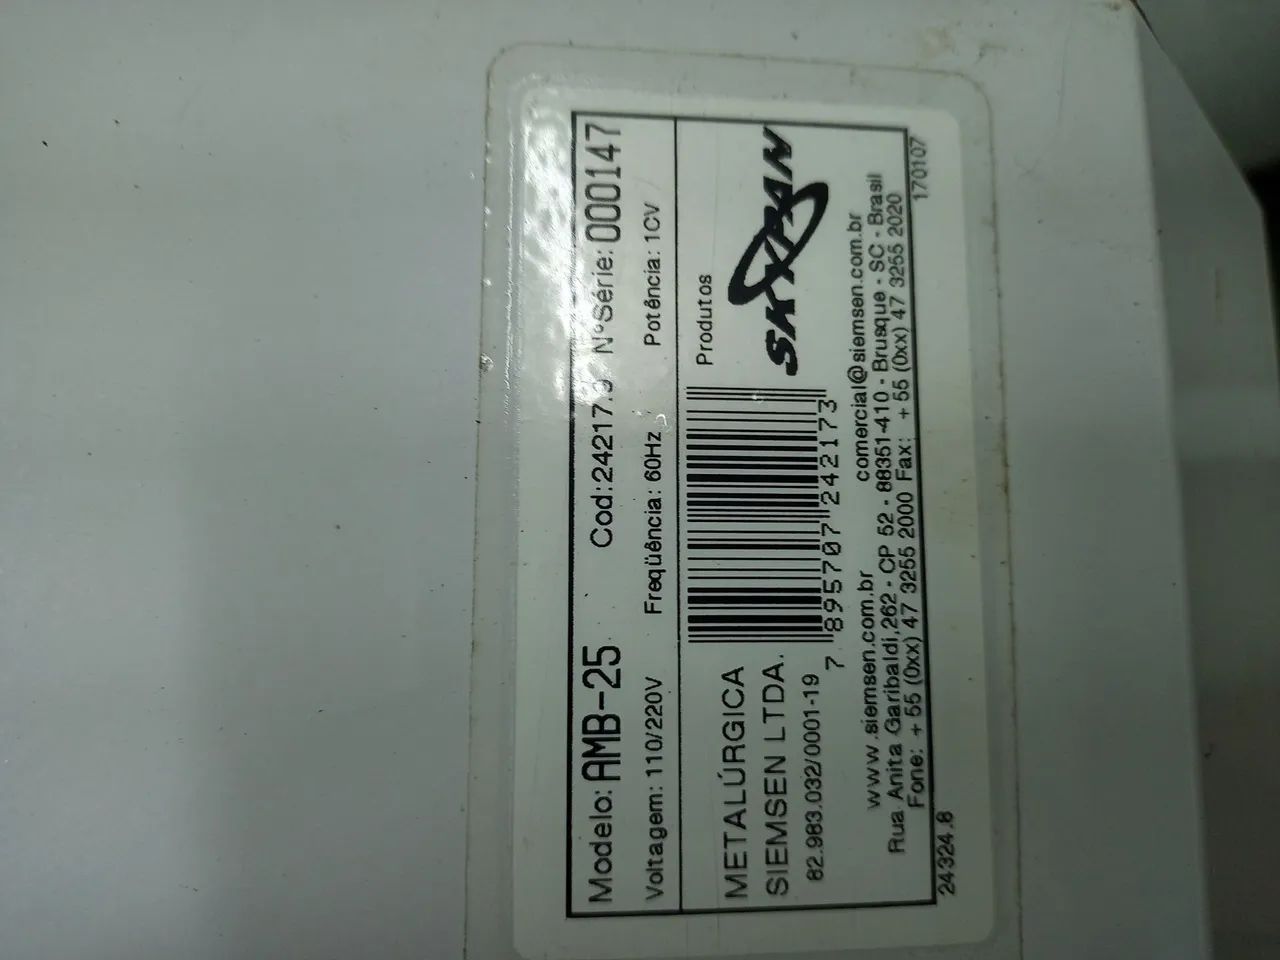 Modelo: AMB-25 Cod:24217.3 N°Série: 000147
Voltagem: 110/220V Freqüência: 60Hz Potência: 1CV
METALÚRGICA
SIEMSEN LTDA.
82.983.032/0001-19
7 895707 242173
Produtos
SKYPAN
www.siemsen.com.br comercial@siemsen.com.br
Rua Anita Garibaldi,262 - CP 52 - 88351-410 - Brusque - SC - Brasil
Fone: +55 (0xx) 47 3255 2000 Fax: +55 (0xx) 47 3255 2020
24324.8 170107